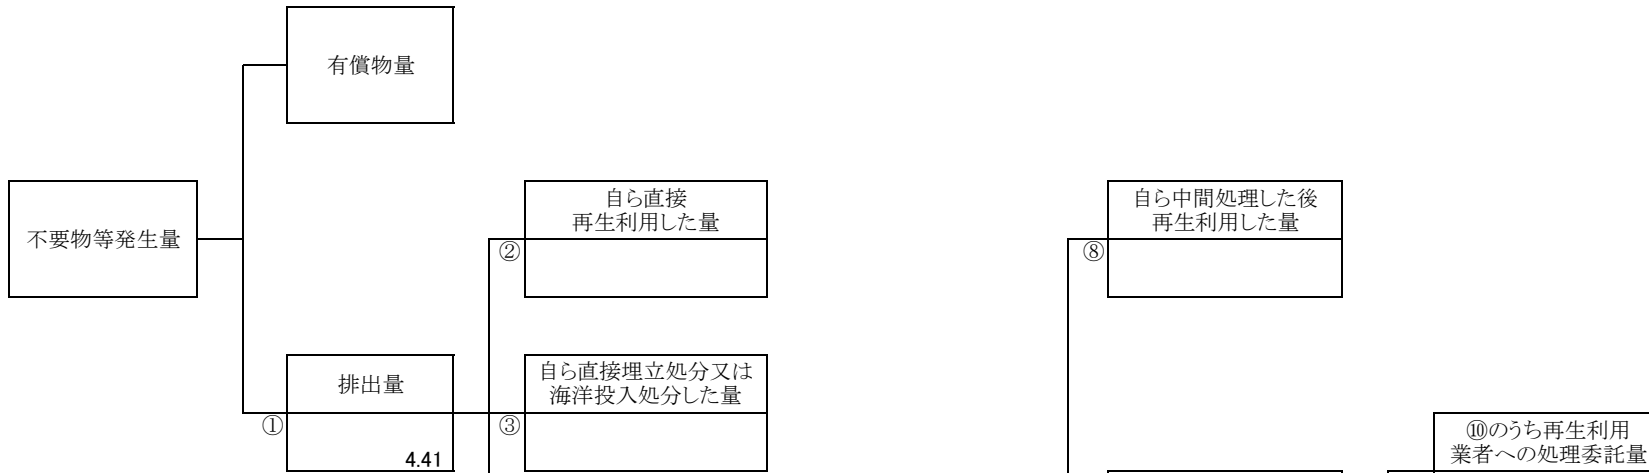 有償物量
不要物等発生量
自ら直接
再生利用した量
②
自ら中間処理した後
再生利用した量
⑧
排出量
①
4.41
自ら直接埋立処分又は
海洋投入処分した量
③
⑩のうち再生利用
業者への処理委託量